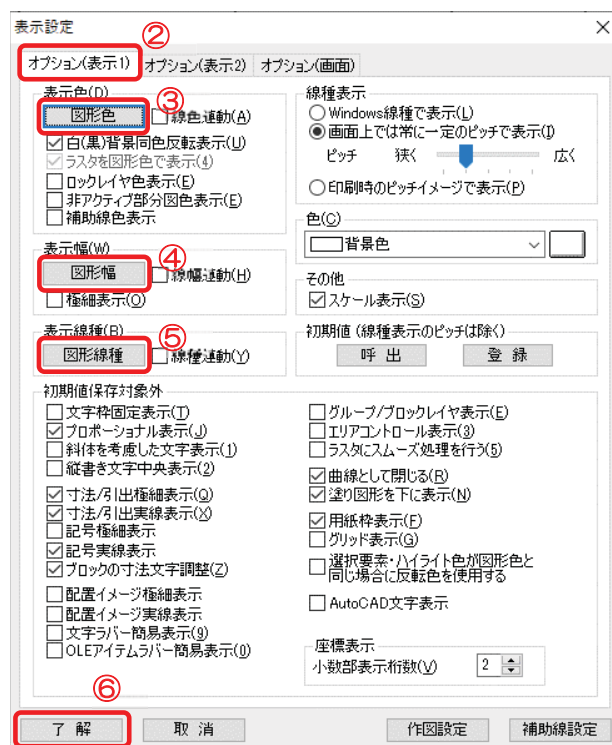 表示設定
②
オプション(表示1) オプション(表示2) オプション(画面)
表示色(D)
③
図形色 線色連動(A)
白(黒)背景同色反転表示(U)
ラスタを図形色で表示(4)
ロックレイヤ色表示(E)
非アクティブ部分図色表示(E)
補助線色表示
表示幅(W)
④
図形幅 線幅連動(H)
極細表示(O)
表示線種(B)
⑤
図形線種 線種連動(Y)
線種表示
Windows線種で表示(L)
画面上では常に一定のピッチで表示(I)
ピッチ 狭く 広く
印刷時のピッチイメージで表示(P)
色(C)
背景色
その他
スケール表示(S)
初期値 (線種表示のピッチは除く)
呼 出 登 録
初期値保存対象外
文字枠固定表示(T)
プロポーショナル表示(J)
斜体を考慮した文字表示(1)
縦書き文字中央表示(2)
寸法/引出極細表示(Q)
寸法/引出実線表示(X)
記号極細表示
記号実線表示
ブロックの寸法文字調整(Z)
配置イメージ極細表示
配置イメージ実線表示
文字ラバー簡易表示(9)
OLEアイテムラバー簡易表示(0)
グループ/ブロックレイヤ表示(E)
エリアコントロール表示(3)
ラスタにスムーズ処理を行う(5)
曲線として閉じる(R)
塗り図形を下に表示(N)
用紙枠表示(F)
グリッド表示(G)
選択要素・ハイライト色が図形色と
同じ場合に反転色を使用する
AutoCAD文字表示
座標表示
小数部表示桁数(V) 2
⑥
了 解 取 消 作図設定 補助線設定